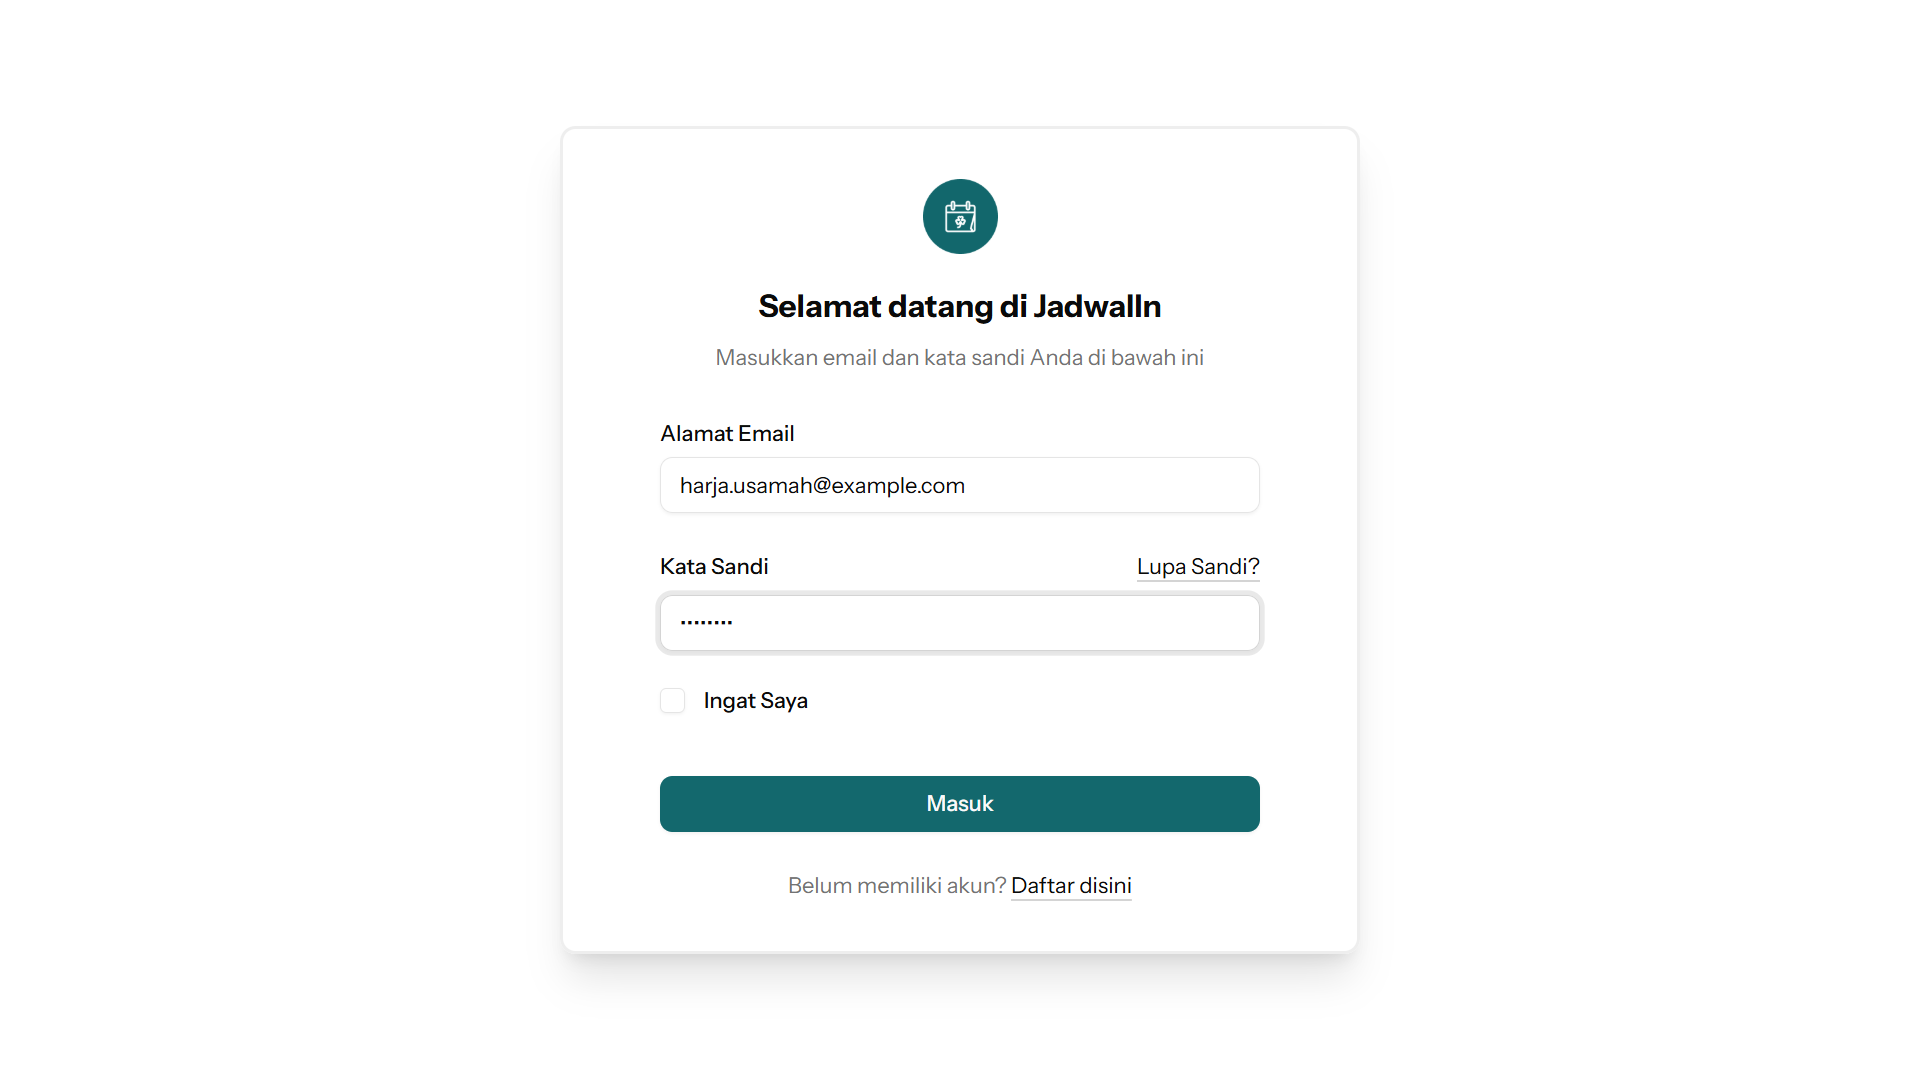 Selamat datang di JadwalIn
Masukkan email dan kata sandi Anda di bawah ini
Alamat Email
harja.usamah@example.com
Kata Sandi
Lupa Sandi?
Ingat Saya
Masuk
Belum memiliki akun? Daftar disini